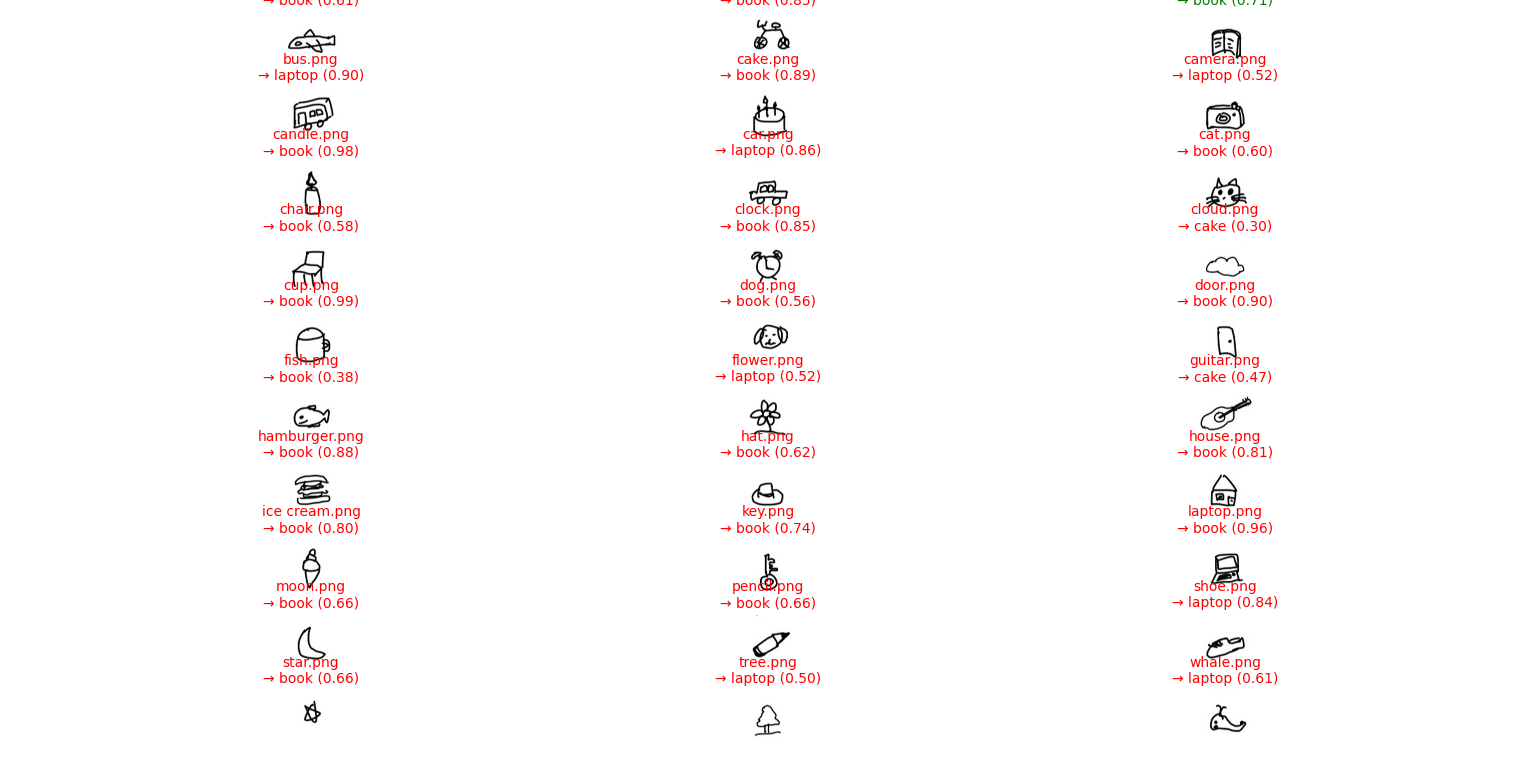 → book (0.61)
→ book (0.85)
→ book (0.71)
bus.png
→ laptop (0.90)
cake.png
→ book (0.89)
camera.png
→ laptop (0.52)
candle.png
→ book (0.98)
car.png
→ laptop (0.86)
cat.png
→ book (0.60)
chair.png
→ book (0.58)
clock.png
→ book (0.85)
cloud.png
→ cake (0.30)
cup.png
→ book (0.99)
dog.png
→ book (0.56)
door.png
→ book (0.90)
fish.png
→ book (0.38)
flower.png
→ laptop (0.52)
guitar.png
→ cake (0.47)
hamburger.png
→ book (0.88)
hat.png
→ book (0.62)
house.png
→ book (0.81)
ice cream.png
→ book (0.80)
key.png
→ book (0.74)
laptop.png
→ book (0.96)
moon.png
→ book (0.66)
pencil.png
→ book (0.66)
shoe.png
→ laptop (0.84)
star.png
→ book (0.66)
tree.png
→ laptop (0.50)
whale.png
→ laptop (0.61)